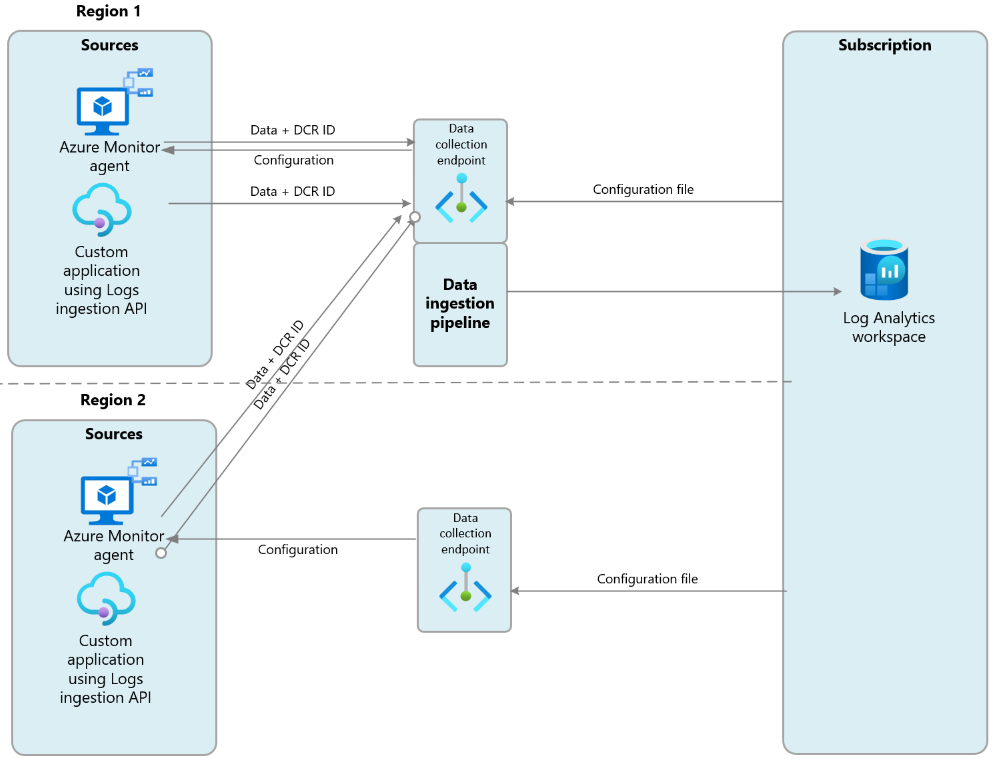 Region 1
Sources
Azure Monitor
agent
Custom
application
using Logs
ingestion API
Data + DCR ID
Configuration
Data + DCR ID
Data
collection
endpoint
Data
ingestion
pipeline
Configuration file
Subscription
Log Analytics
workspace
Data + DCR ID
Data + DCR ID
Region 2
Sources
Azure Monitor
agent
Custom
application
using Logs
ingestion API
Configuration
Data
collection
endpoint
Configuration file